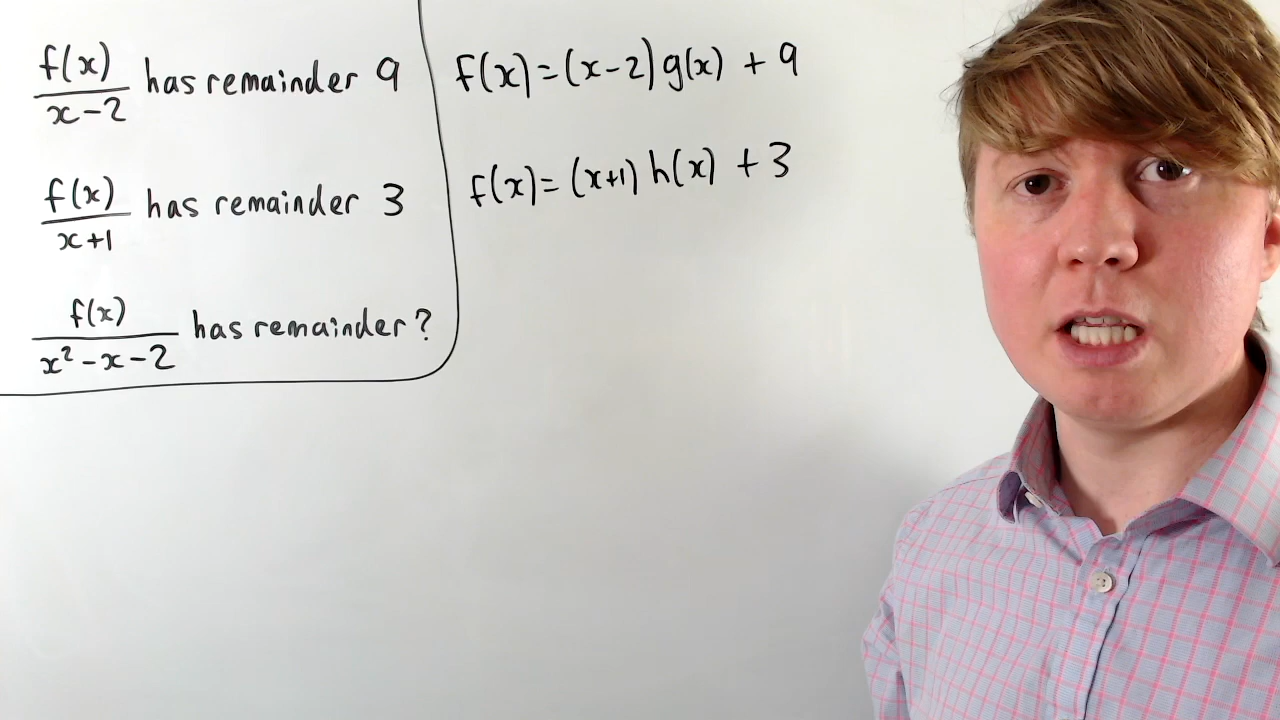 f(x)/(x-2) has remainder 9
f(x)/(x+1) has remainder 3
f(x)/(x²-x-2) has remainder ?
f(x)=(x-2)g(x) + 9
f(x)=(x+1)h(x) + 3